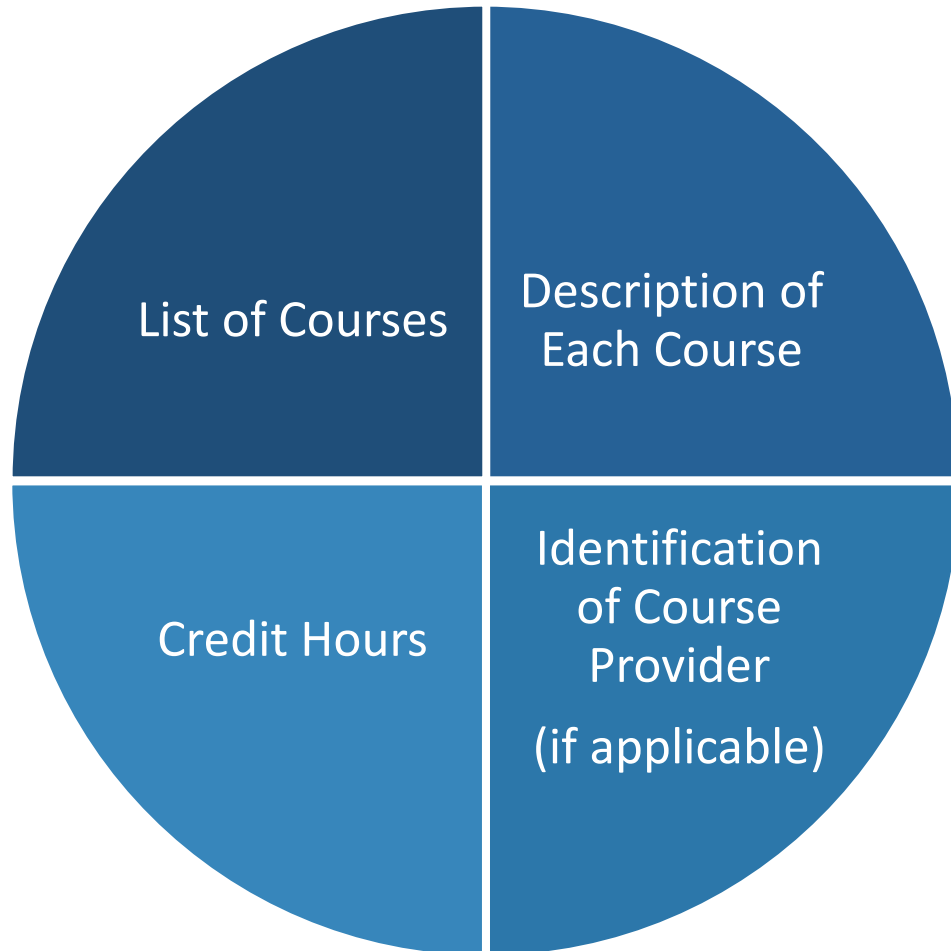 List of Courses
Description of
Each Course
Credit Hours
Identification
of Course
Provider
(if applicable)